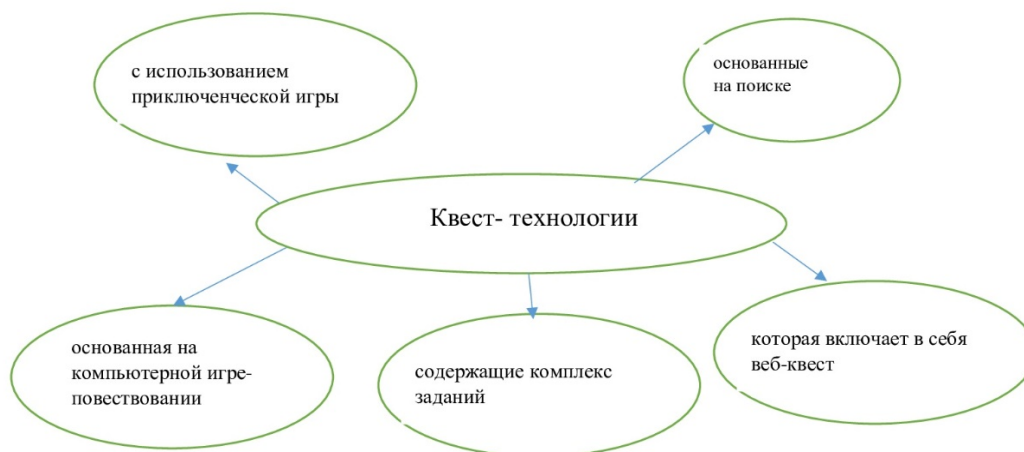 с использованием
приключенческой игры
основанные
на поиске
Квест- технологии
основанная на
компьютерной игре-
повествовании
содержащие комплекс
заданий
которая включает в себя
веб-квест